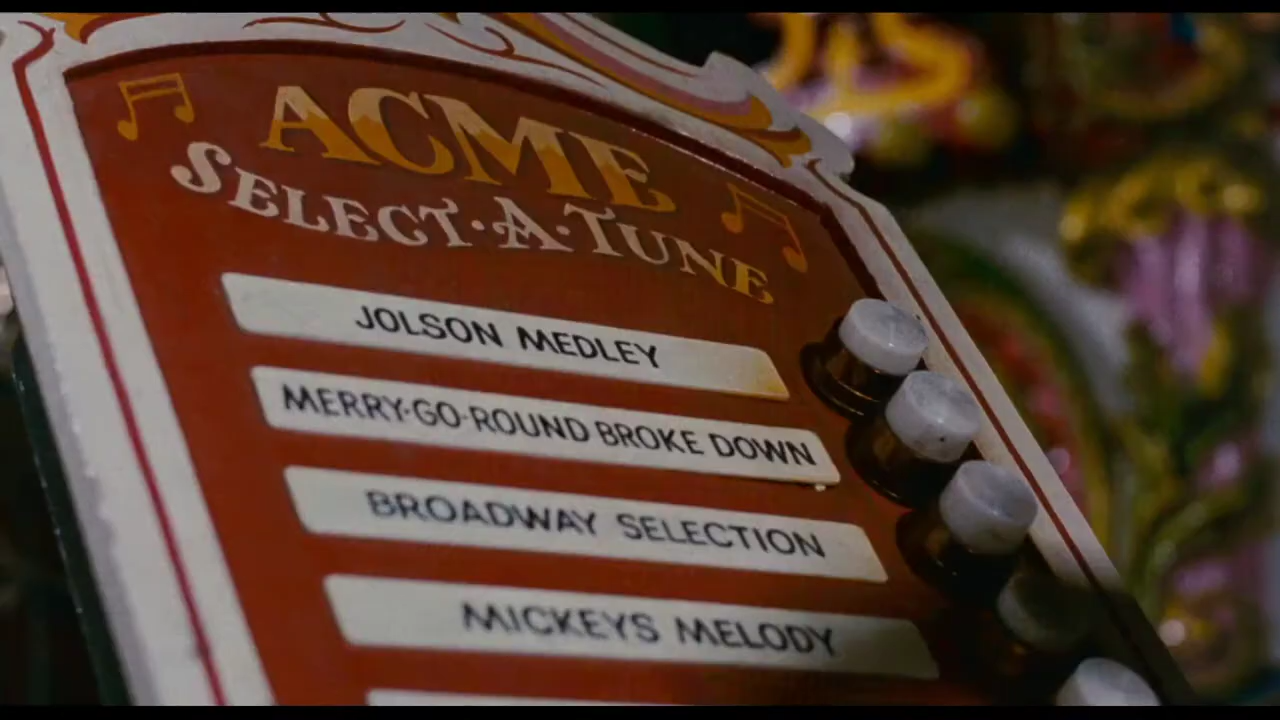 ACME
SELECT·A·TUNE
JOLSON MEDLEY
MERRY-GO-ROUND BROKE DOWN
BROADWAY SELECTION
MICKEYS MELODY